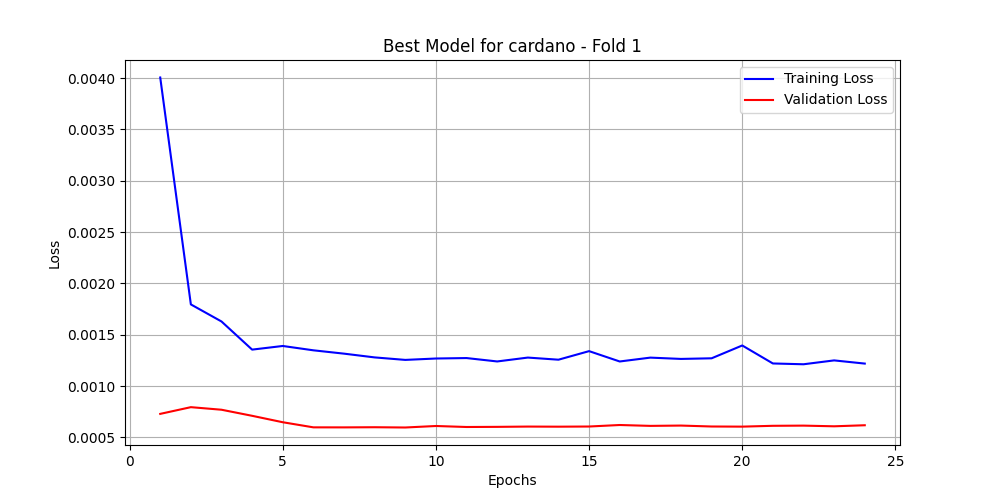 Best Model for cardano - Fold 1
Training Loss
Validation Loss
Loss
0.0040
0.0035
0.0030
0.0025
0.0020
0.0015
0.0010
0.0005
0 5 10 15 20 25
Epochs